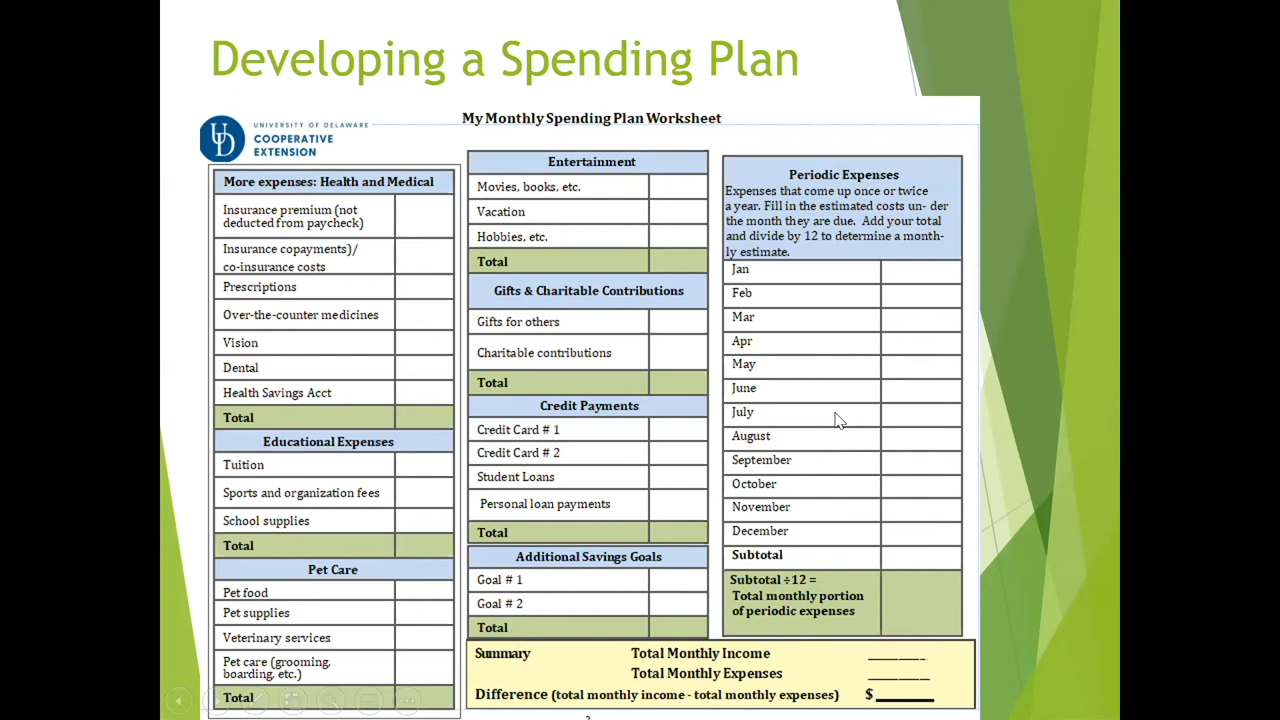 Developing a Spending Plan
UNIVERSITY OF DELAWARE
COOPERATIVE
EXTENSION
UD
My Monthly Spending Plan Worksheet
More expenses: Health and Medical
Insurance premium (not
deducted from paycheck)
Insurance copayments)/
co-insurance costs
Prescriptions
Over-the-counter medicines
Vision
Dental
Health Savings Acct
Total
Educational Expenses
Tuition
Sports and organization fees
School supplies
Total
Pet Care
Pet food
Pet supplies
Veterinary services
Pet care (grooming,
boarding, etc.)
Total
Entertainment
Movies, books, etc.
Vacation
Hobbies, etc.
Total
Gifts & Charitable Contributions
Gifts for others
Charitable contributions
Total
Credit Payments
Credit Card # 1
Credit Card # 2
Student Loans
Personal loan payments
Total
Additional Savings Goals
Goal # 1
Goal # 2
Total
Periodic Expenses
Expenses that come up once or twice
a year. Fill in the estimated costs un- der
the month they are due. Add your total
and divide by 12 to determine a month-
ly estimate.
Jan
Feb
Mar
Apr
May
June
July
August
September
October
November
December
Subtotal
Subtotal ÷12 =
Total monthly portion
of periodic expenses
Summary Total Monthly Income ________
Total Monthly Expenses ________
Difference (total monthly income - total monthly expenses) $ ________